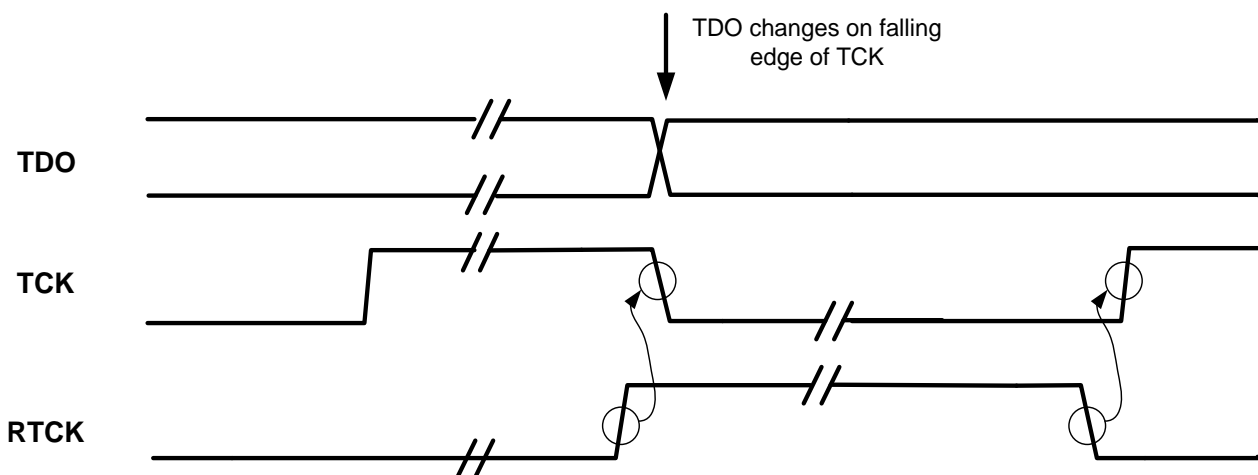 TDO changes on falling
edge of TCK
TDO
TCK
RTCK